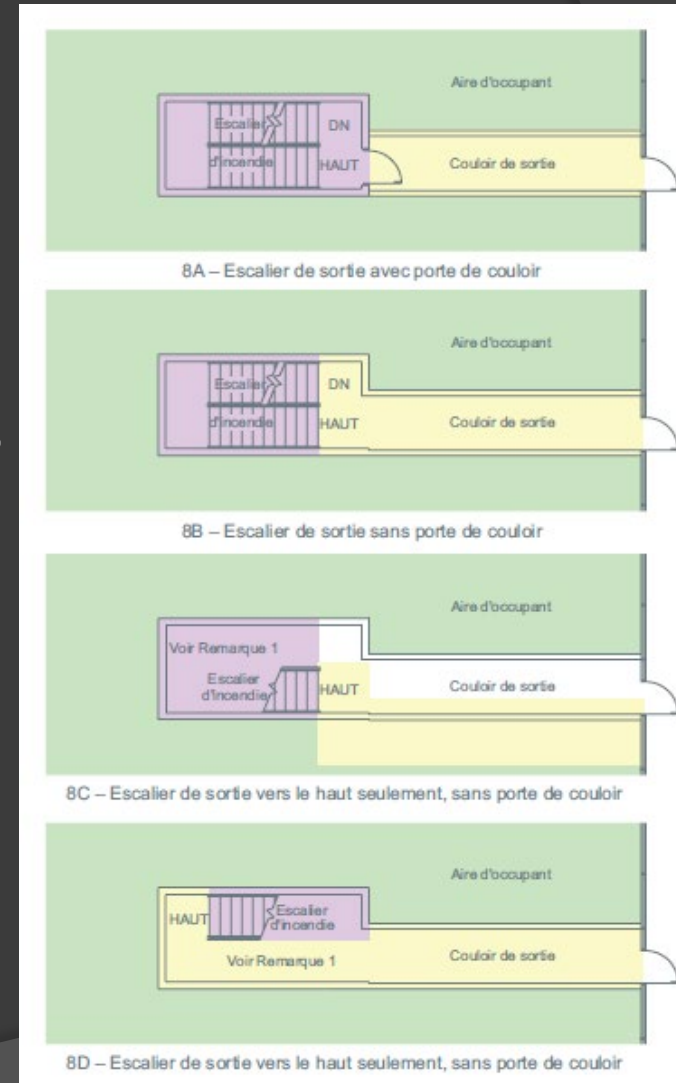 Aire d'occupant
Escalier
DN
d'incendie
HAUT
Couloir de sortie
8A – Escalier de sortie avec porte de couloir
Aire d'occupant
Escalier
DN
d'incendie
HAUT
Couloir de sortie
8B – Escalier de sortie sans porte de couloir
Aire d'occupant
Voir Remarque 1
Escalier
d'incendie
HAUT
Couloir de sortie
8C – Escalier de sortie vers le haut seulement, sans porte de couloir
Aire d'occupant
HAUT
Escalier
d'incendie
Voir Remarque 1
Couloir de sortie
8D – Escalier de sortie vers le haut seulement, sans porte de couloir